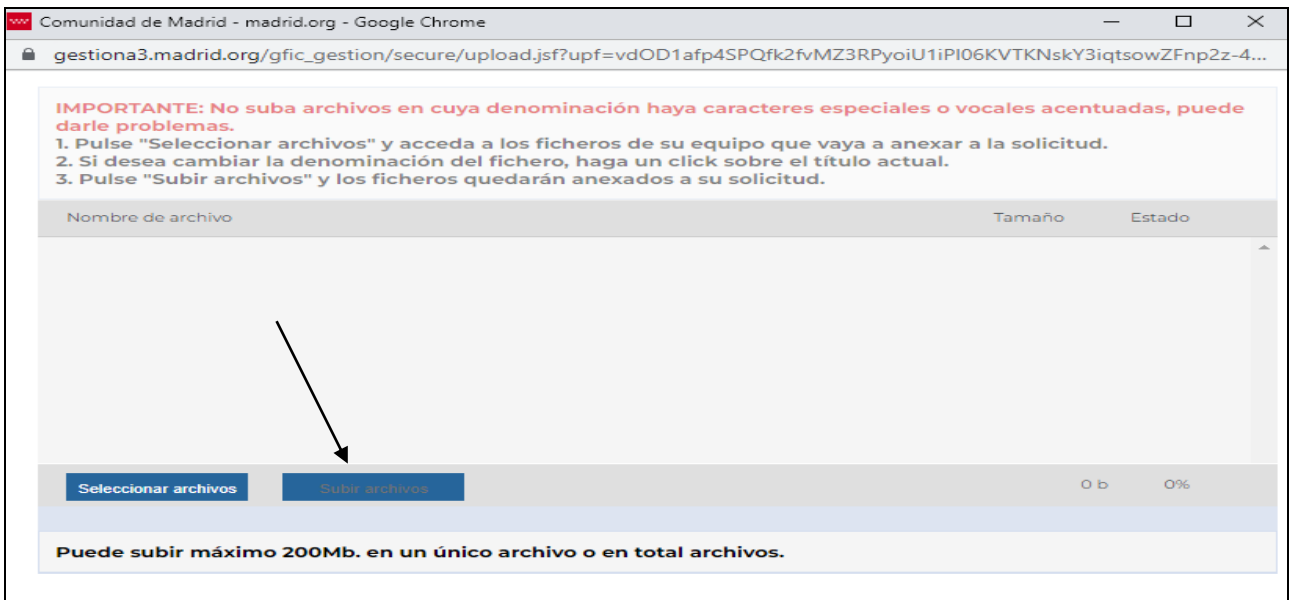 Comunidad de Madrid - madrid.org - Google Chrome
gestiona3.madrid.org/gfic_gestion/secure/upload.jsf?upf=vdOD1afp4SPQfk2fvMZ3RPyoiU1iPI06KVTKNskY3iqtsowZFnp2z-4...
IMPORTANTE: No suba archivos en cuya denominación haya caracteres especiales o vocales acentuadas, puede
darle problemas.
1. Pulse "Seleccionar archivos" y acceda a los ficheros de su equipo que vaya a anexar a la solicitud.
2. Si desea cambiar la denominación del fichero, haga un click sobre el título actual.
3. Pulse "Subir archivos" y los ficheros quedarán anexados a su solicitud.
Nombre de archivo Tamaño Estado
Seleccionar archivos Subir archivos 0 b 0%
Puede subir máximo 200Mb. en un único archivo o en total archivos.